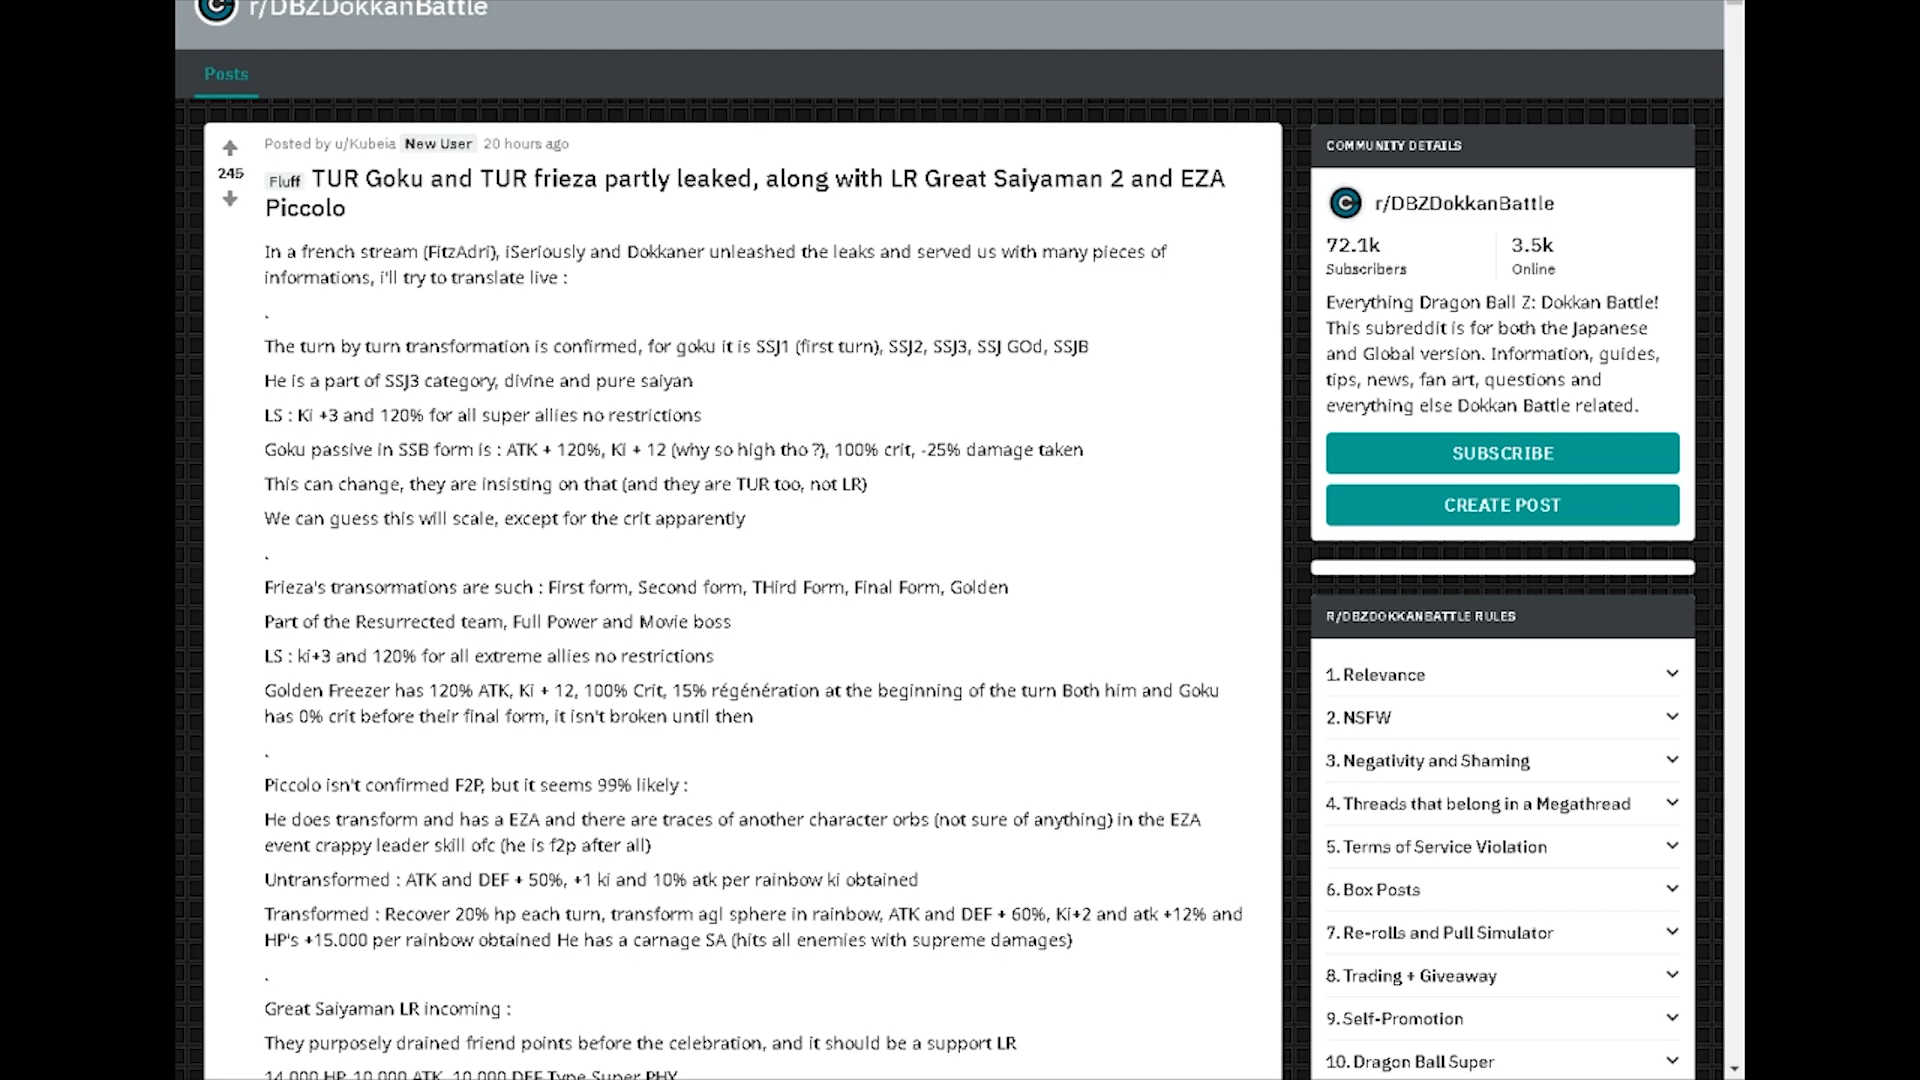 r/DBZDokkanBattle
Posts
Posted by u/Kubeia New User 20 hours ago
245
Fluff TUR Goku and TUR frieza partly leaked, along with LR Great Saiyaman 2 and EZA
Piccolo
In a french stream (FitzAdri), iSeriously and Dokkaner unleashed the leaks and served us with many pieces of
informations, i'll try to translate live :
.
The turn by turn transformation is confirmed, for goku it is SSJ1 (first turn), SSJ2, SSJ3, SSJ GOd, SSJB
He is a part of SSJ3 category, divine and pure saiyan
LS : Ki +3 and 120% for all super allies no restrictions
Goku passive in SSB form is : ATK + 120%, Ki + 12 (why so high tho ?), 100% crit, -25% damage taken
This can change, they are insisting on that (and they are TUR too, not LR)
We can guess this will scale, except for the crit apparently
.
Frieza's transormations are such : First form, Second form, THird Form, Final Form, Golden
Part of the Resurrected team, Full Power and Movie boss
LS : ki+3 and 120% for all extreme allies no restrictions
Golden Freezer has 120% ATK, Ki + 12, 100% Crit, 15% régénération at the beginning of the turn Both him and Goku
has 0% crit before their final form, it isn't broken until then
.
Piccolo isn't confirmed F2P, but it seems 99% likely :
He does transform and has a EZA and there are traces of another character orbs (not sure of anything) in the EZA
event crappy leader skill ofc (he is f2p after all)
Untransformed : ATK and DEF + 50%, +1 ki and 10% atk per rainbow ki obtained
Transformed : Recover 20% hp each turn, transform agl sphere in rainbow, ATK and DEF + 60%, Ki+2 and atk +12% and
HP's +15.000 per rainbow obtained He has a carnage SA (hits all enemies with supreme damages)
.
Great Saiyaman LR incoming :
They purposely drained friend points before the celebration, and it should be a support LR
14 000 HP, 10 000 ATK, 10 000 DEF Type Super PHY
COMMUNITY DETAILS
r/DBZDokkanBattle
72.1k
Subscribers
3.5k
Online
Everything Dragon Ball Z: Dokkan Battle!
This subreddit is for both the Japanese
and Global version. Information, guides,
tips, news, fan art, questions and
everything else Dokkan Battle related.
SUBSCRIBE
CREATE POST
R/DBZDOKKANBATTLE RULES
1. Relevance
2. NSFW
3. Negativity and Shaming
4. Threads that belong in a Megathread
5. Terms of Service Violation
6. Box Posts
7. Re-rolls and Pull Simulator
8. Trading + Giveaway
9. Self-Promotion
10. Dragon Ball Super